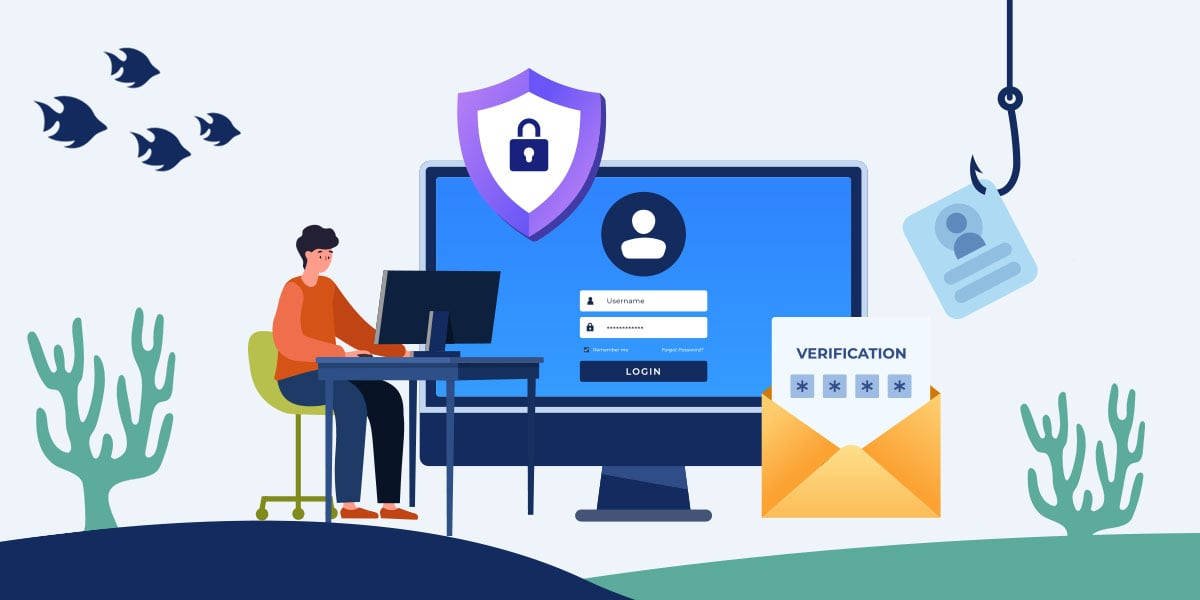 Username
************
Remember me
Forgot Password?
LOGIN
VERIFICATION
* * * *